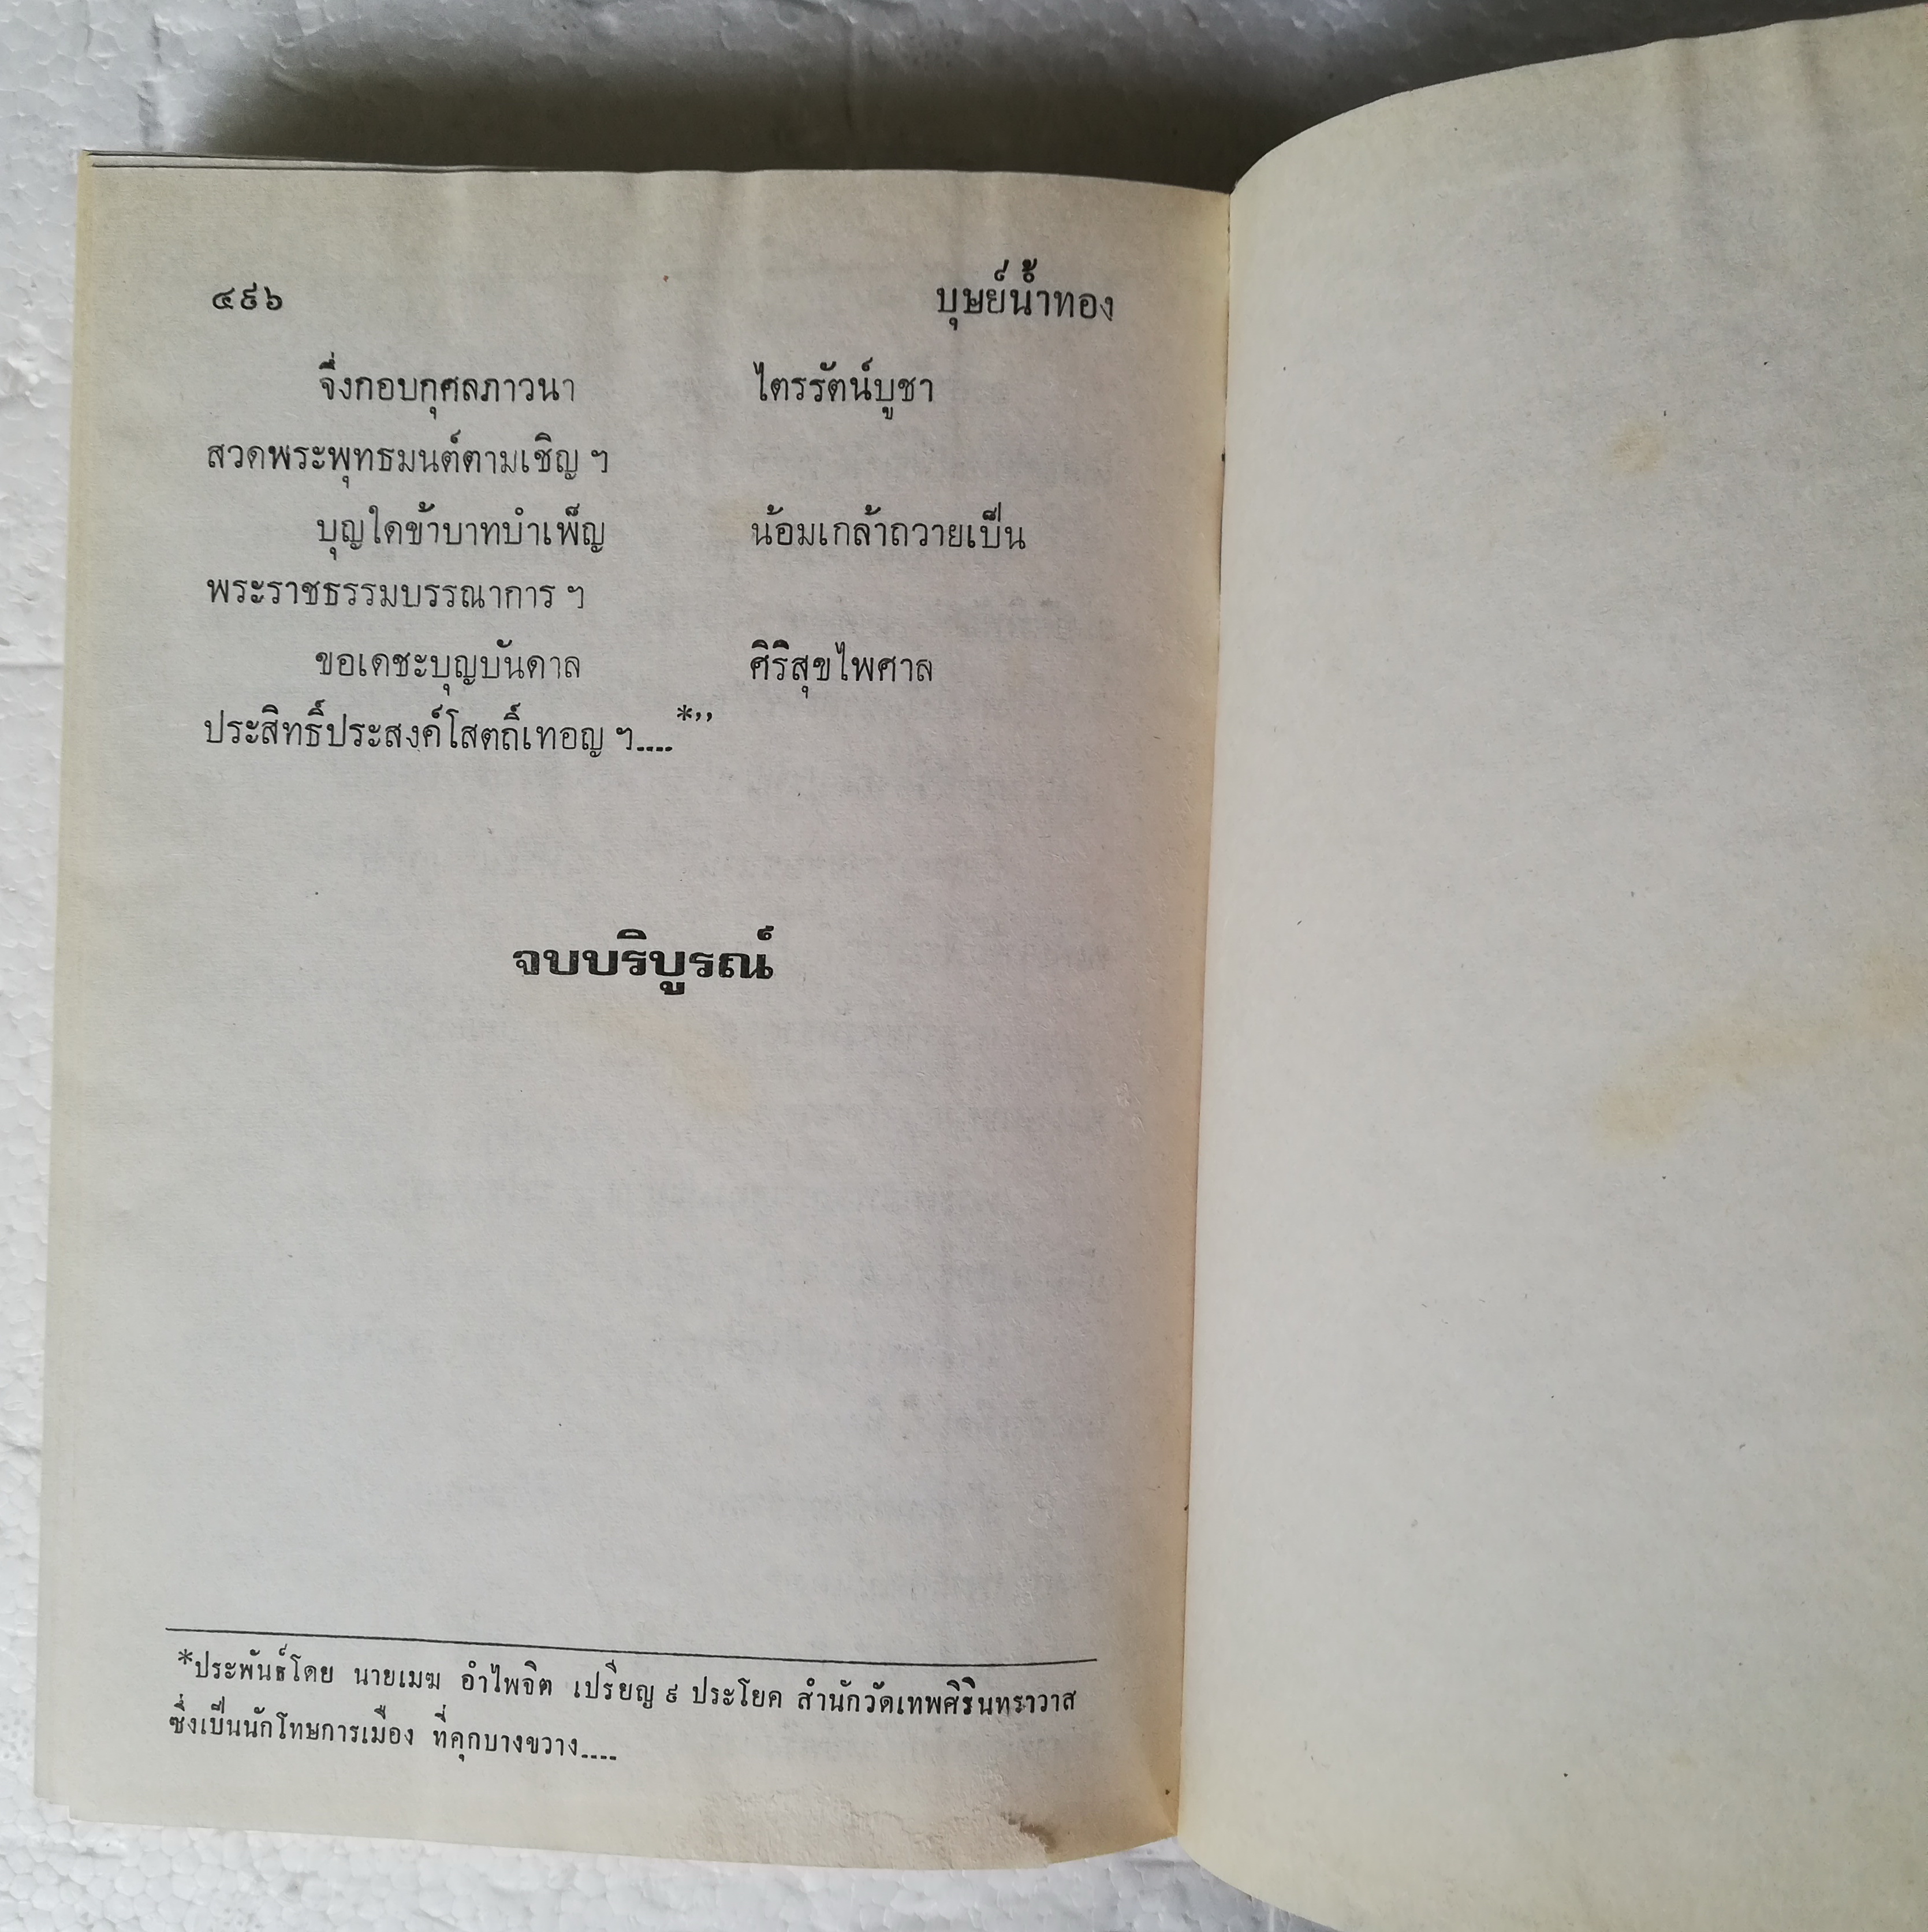 ๔๙๖ บุษย์น้ำทอง
จึ่งกอบกุศลภาวนา ไตรรัตน์บูชา
สวดพระพุทธมนต์ตามเชิญ ฯ
บุญใดข้าบาทบำเพ็ญ น้อมเกล้าถวายเป็น
พระราชธรรมบรรณาการ ฯ
ขอเดชะบุญบันดาล ศิริสุขไพศาล
ประสิทธิ์ประสงค์โสตถิ์เทอญ ฯ....*’’
จบบริบูรณ์
*ประพันธ์โดย นายเมฆ อำไพจิต เปรียญ ๙ ประโยค สำนักวัดเทพศิรินทราวาส
ซึ่งเป็นนักโทษการเมือง ที่คุกบางขวาง....